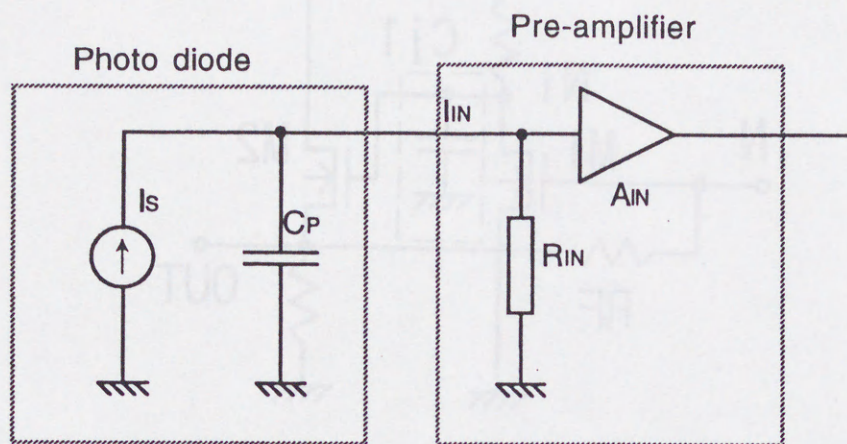 Pre-amplifier
Photo diode
IIN
IS
CP
AIN
RIN